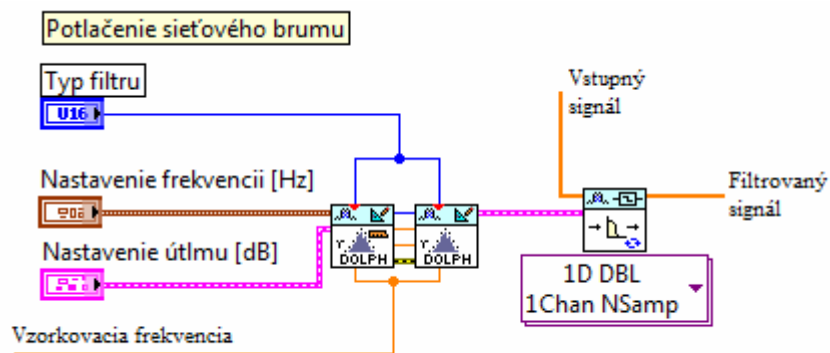 Potlačenie sieťového brumu
Typ filtru
U16
Vstupný
signál
Nastavenie frekvencii [Hz]
Filtrovaný
signál
Nastavenie útlmu [dB]
DOLPH
DOLPH
1D DBL
1Chan NSamp
Vzorkovacia frekvencia